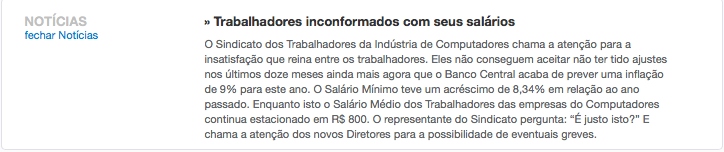 NOTÍCIAS
fechar Notícias
» Trabalhadores inconformados com seus salários
O Sindicato dos Trabalhadores da Indústria de Computadores chama a atenção para a
insatisfação que reina entre os trabalhadores. Eles não conseguem aceitar não ter tido ajustes
nos últimos doze meses ainda mais agora que o Banco Central acaba de prever uma inflação
de 9% para este ano. O Salário Mínimo teve um acréscimo de 8,34% em relação ao ano
passado. Enquanto isto o Salário Médio dos Trabalhadores das empresas do Computadores
continua estacionado em R$ 800. O representante do Sindicato pergunta: “É justo isto?” E
chama a atenção dos novos Diretores para a possibilidade de eventuais greves.